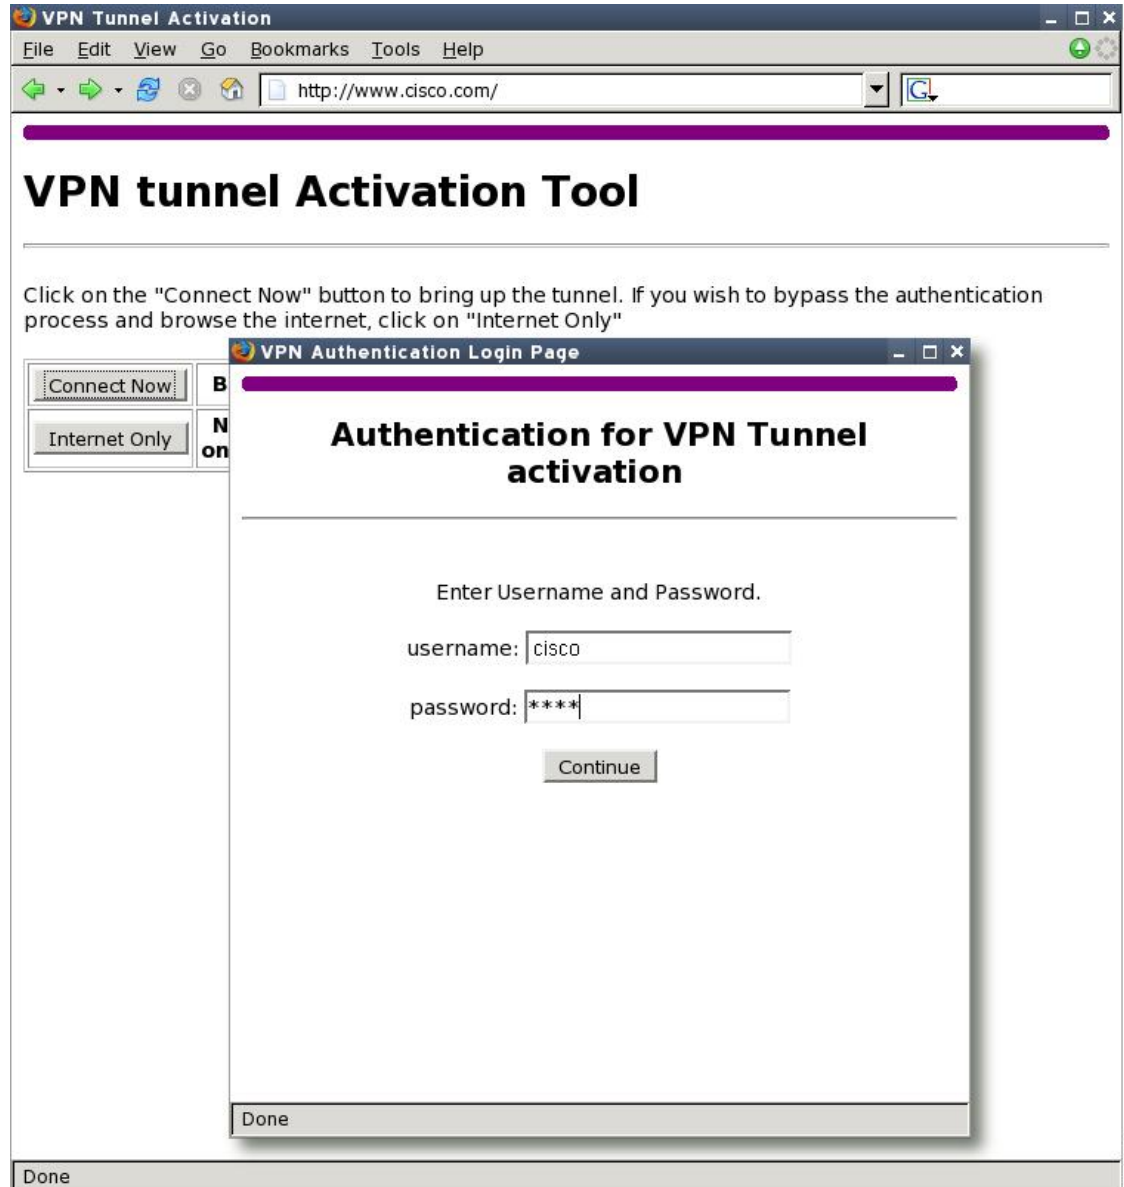 VPN Tunnel Activation
File Edit View Go Bookmarks Tools Help
http://www.cisco.com/
G
VPN tunnel Activation Tool
Click on the "Connect Now" button to bring up the tunnel. If you wish to bypass the authentication
process and browse the internet, click on "Internet Only"
Connect Now B
Internet Only N
on
VPN Authentication Login Page
Authentication for VPN Tunnel
activation
Enter Username and Password.
username: cisco
password: ****
Continue
Done
Done